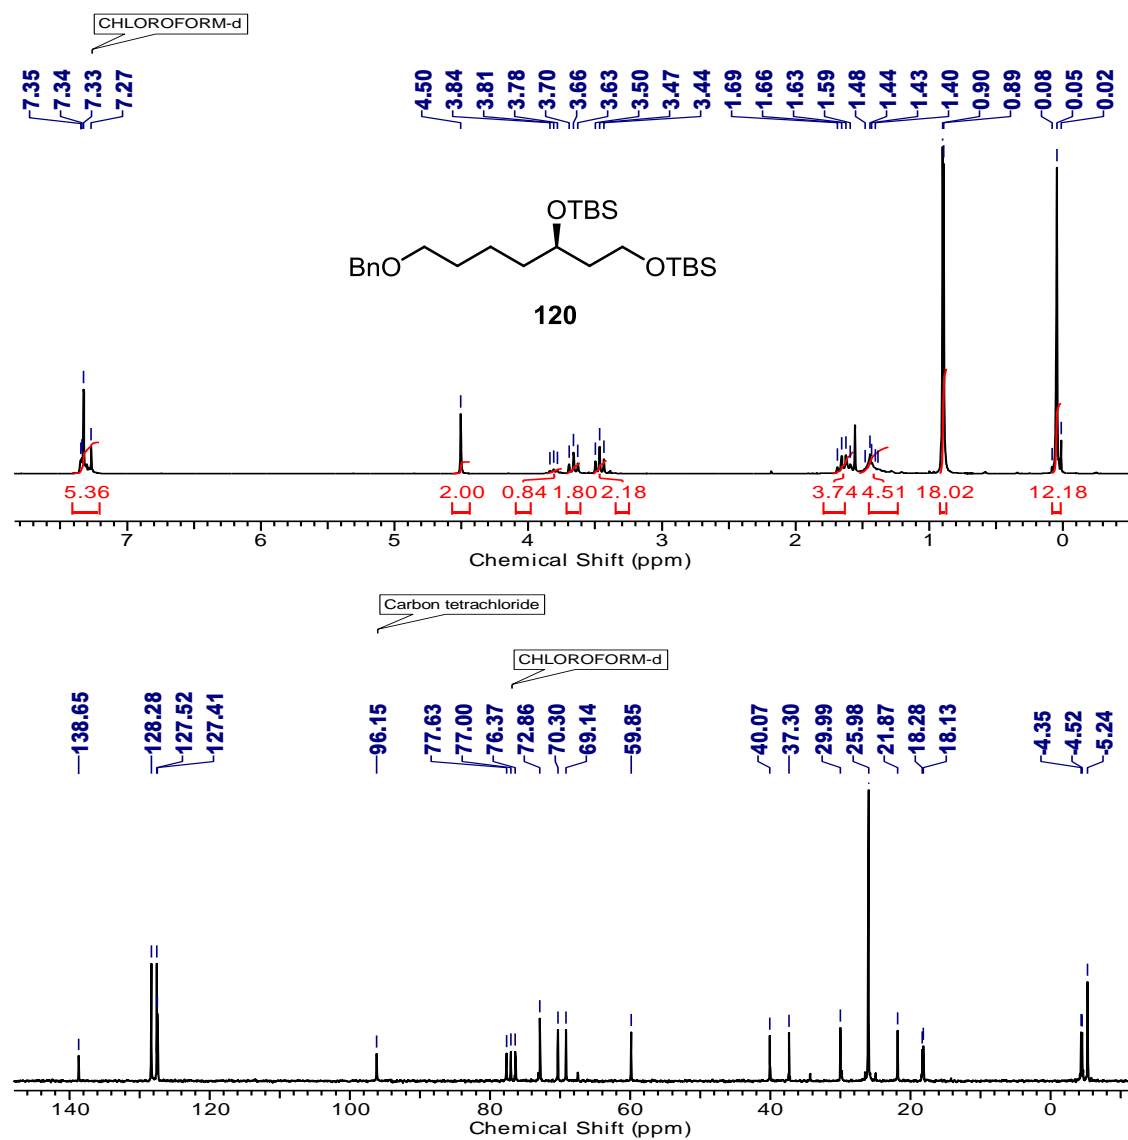 CHLOROFORM-d
7.35 7.34 7.33 7.27 4.50 3.84 3.81 3.78 3.70 3.66 3.63 3.50 3.47 3.44 1.69 1.66 1.63 1.59 1.48 1.44 1.43 1.40 0.90 0.89 0.08 0.05 0.02
OTBS
BnO OTBS
120
5.36 2.00 0.84 1.80 2.18 3.74 4.51 18.02 12.18
7 6 5 4 3 2 1 0
Chemical Shift (ppm)
Carbon tetrachloride
CHLOROFORM-d
138.65 128.28 127.52 127.41 96.15 77.63 77.00 76.37 72.86 70.30 69.14 59.85 40.07 37.30 29.99 25.98 21.87 18.28 18.13 -4.35 -4.52 -5.24
140 120 100 80 60 40 20 0
Chemical Shift (ppm)